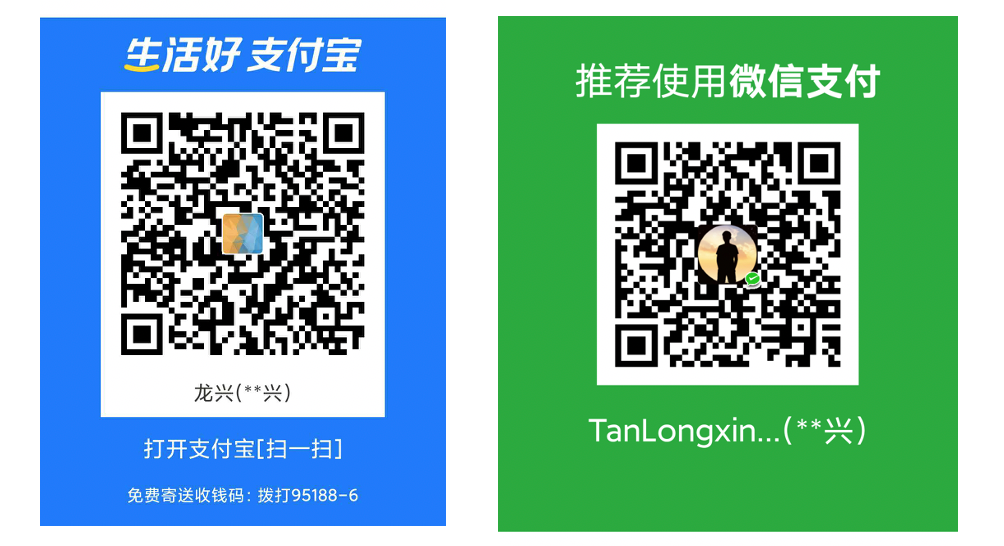 生活好 支付宝
龙兴(**兴)
打开支付宝[扫一扫]
免费寄送收钱码：拨打95188-6
推荐使用微信支付
TanLongxin...(**兴)